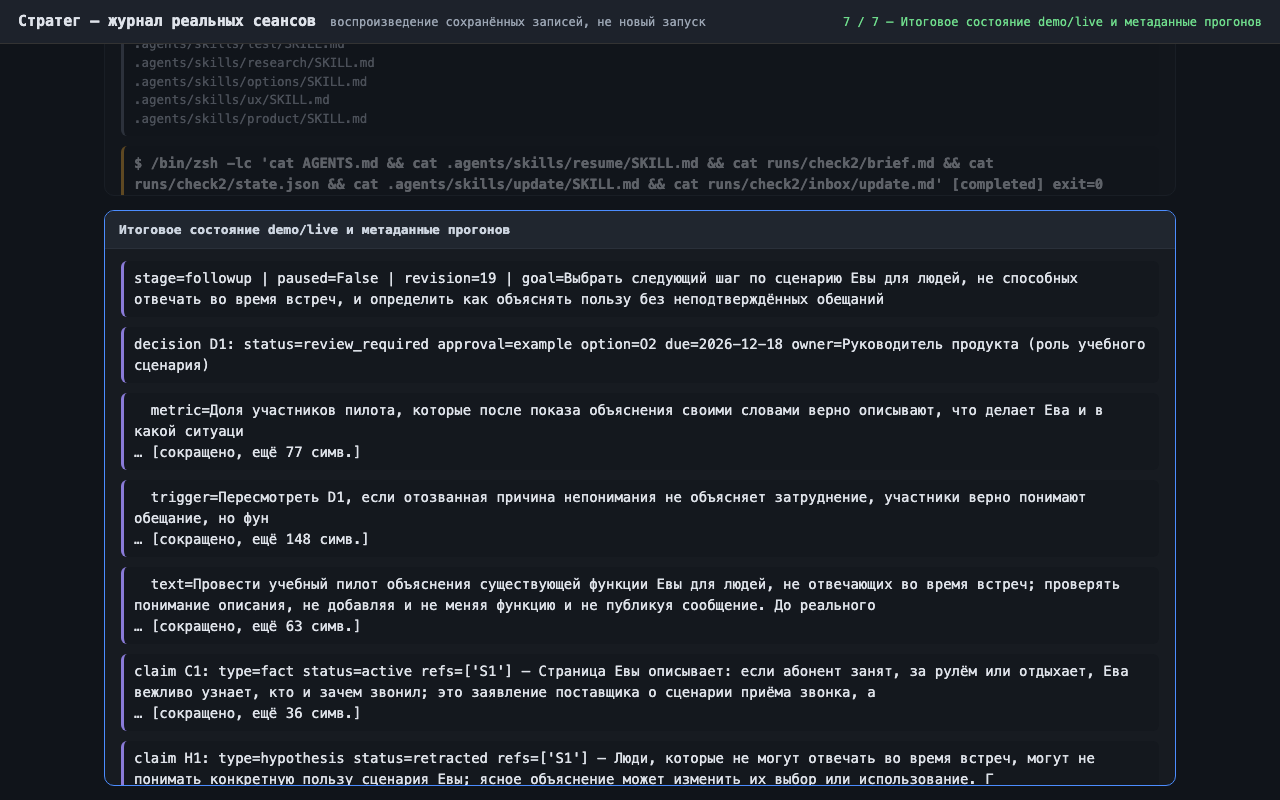 Стратег — журнал реальных сеансов воспроизведение сохранённых записей, не новый запуск 7 / 7 — Итоговое состояние demo/live и метаданные прогонов
.agents/skills/test/SKILL.md
.agents/skills/research/SKILL.md
.agents/skills/options/SKILL.md
.agents/skills/ux/SKILL.md
.agents/skills/product/SKILL.md
$ /bin/zsh -lc 'cat AGENTS.md && cat .agents/skills/resume/SKILL.md && cat runs/check2/brief.md && cat
runs/check2/state.json && cat .agents/skills/update/SKILL.md && cat runs/check2/inbox/update.md' [completed] exit=0
Итоговое состояние demo/live и метаданные прогонов
stage=followup | paused=False | revision=19 | goal=Выбрать следующий шаг по сценарию Евы для людей, не способных
отвечать во время встреч, и определить как объяснять пользу без неподтверждённых обещаний
decision D1: status=review_required approval=example option=O2 due=2026-12-18 owner=Руководитель продукта (роль учебного
сценария)
metric=Доля участников пилота, которые после показа объяснения своими словами верно описывают, что делает Ева и в
какой ситуаци
… [сокращено, ещё 77 симв.]
trigger=Пересмотреть D1, если отозванная причина непонимания не объясняет затруднение, участники верно понимают
обещание, но фун
… [сокращено, ещё 148 симв.]
text=Провести учебный пилот объяснения существующей функции Евы для людей, не отвечающих во время встреч; проверять
понимание описания, не добавляя и не меняя функцию и не публикуя сообщение. До реального
… [сокращено, ещё 63 симв.]
claim C1: type=fact status=active refs=['S1'] — Страница Евы описывает: если абонент занят, за рулём или отдыхает, Ева
вежливо узнает, кто и зачем звонил; это заявление поставщика о сценарии приёма звонка, а
… [сокращено, ещё 36 симв.]
claim H1: type=hypothesis status=retracted refs=['S1'] — Люди, которые не могут отвечать во время встреч, могут не
понимать конкретную пользу сценария Евы; ясное объяснение может изменить их выбор или использование. Г